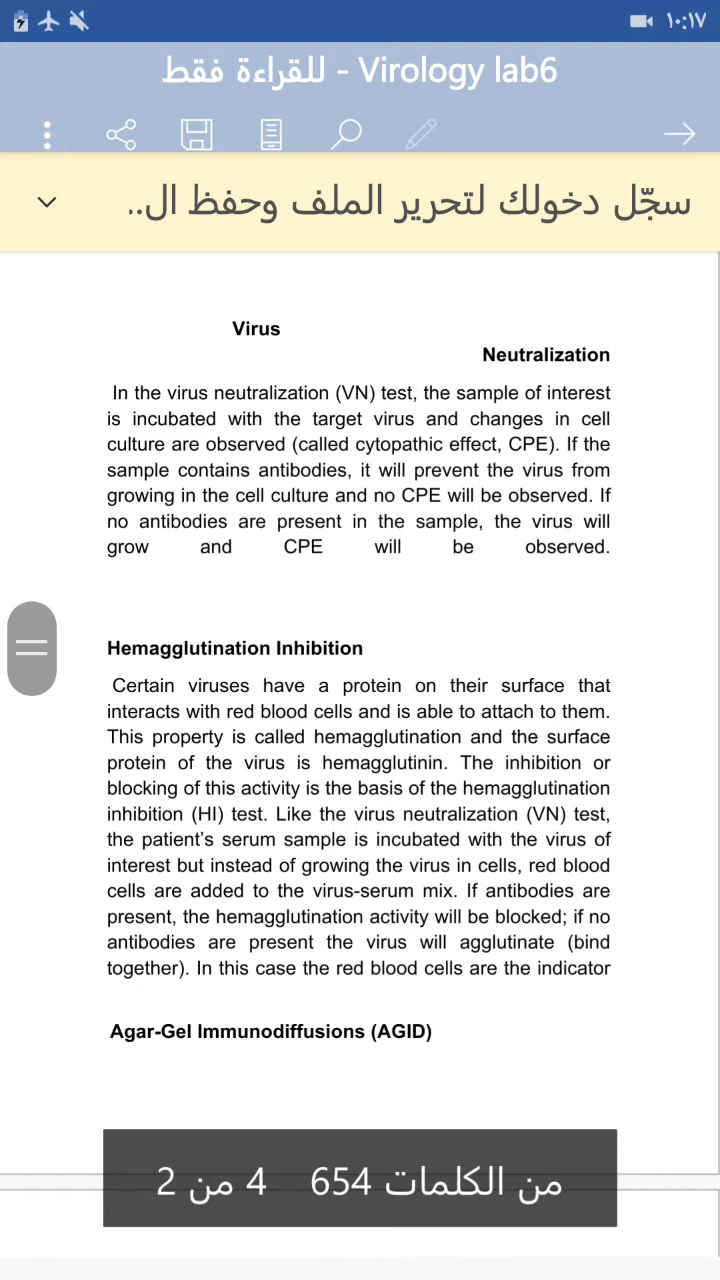 ١٠:١٧
Virology lab6 - للقراءة فقط
سجّل دخولك لتحرير الملف وحفظ ال..
Virus
Neutralization
In the virus neutralization (VN) test, the sample of interest
is incubated with the target virus and changes in cell
culture are observed (called cytopathic effect, CPE). If the
sample contains antibodies, it will prevent the virus from
growing in the cell culture and no CPE will be observed. If
no antibodies are present in the sample, the virus will
grow and CPE will be observed.
Hemagglutination Inhibition
Certain viruses have a protein on their surface that
interacts with red blood cells and is able to attach to them.
This property is called hemagglutination and the surface
protein of the virus is hemagglutinin. The inhibition or
blocking of this activity is the basis of the hemagglutination
inhibition (HI) test. Like the virus neutralization (VN) test,
the patient's serum sample is incubated with the virus of
interest but instead of growing the virus in cells, red blood
cells are added to the virus-serum mix. If antibodies are
present, the hemagglutination activity will be blocked; if no
antibodies are present the virus will agglutinate (bind
together). In this case the red blood cells are the indicator
Agar-Gel Immunodiffusions (AGID)
من الكلمات 654 4 من 2